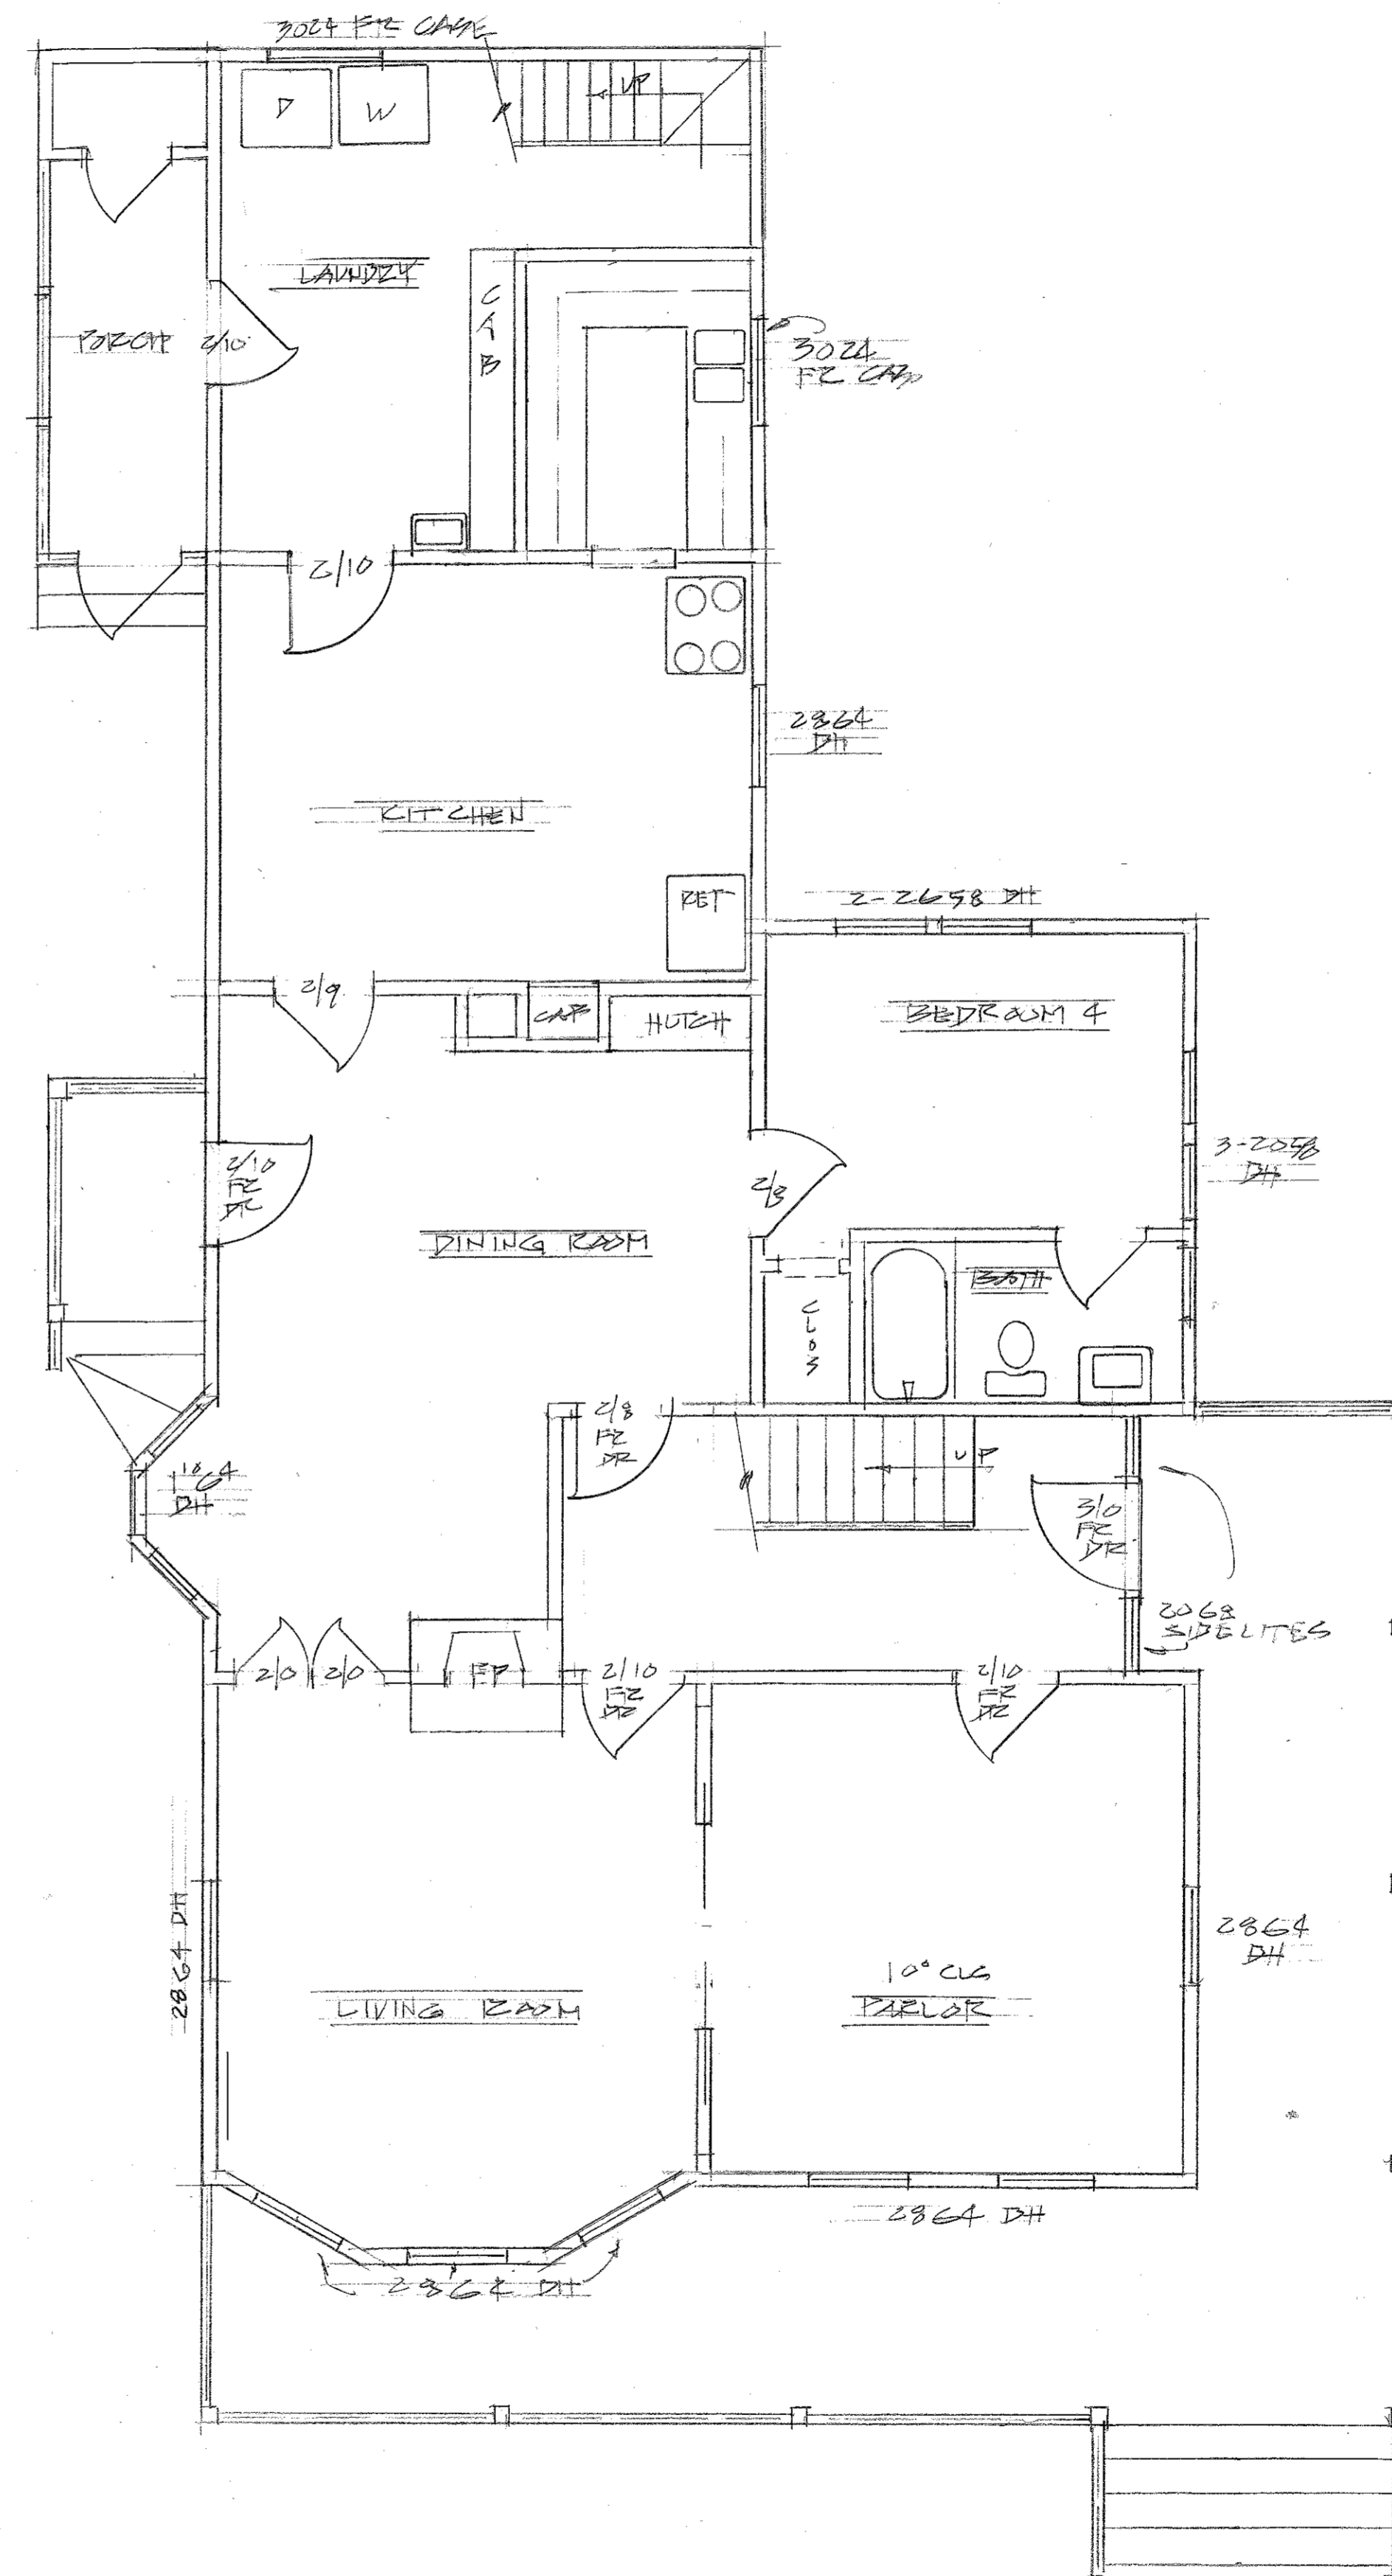 3024 FR CASE
D
W
UP
LAUNDRY
C
A
B
PORCH
2/10
3024
FR CAS
2/10
2864
DH
KITCHEN
REF
2-2658 DH
2/9
CAB
HUTCH
BEDROOM 4
2/10
FR
DR
2/8
3-2058
DH
DINING ROOM
BATH
C
L
O
S
2/8
FR
DR
UP
1864
DH
3/0
FR
DR
2068
SIDELITES
2/0
2/0
FP
2/10
FR
DR
2/10
FR
DR
2864 DH
2864
DH
10° CLG
LIVING ROOM
PARLOR
2864 DH
2862 DH